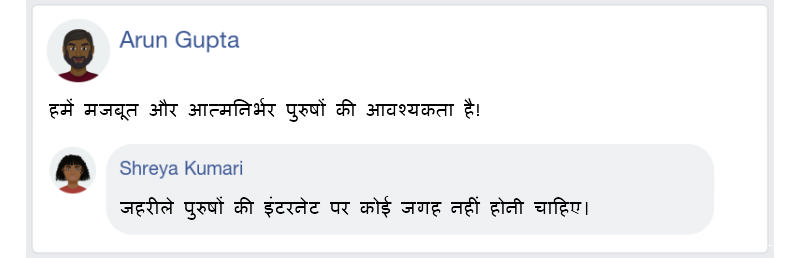 Arun Gupta
हमें मजबूत और आत्मनिर्भर पुरुषों की आवश्यकता है!
Shreya Kumari
जहरीले पुरुषों की इंटरनेट पर कोई जगह नहीं होनी चाहिए।